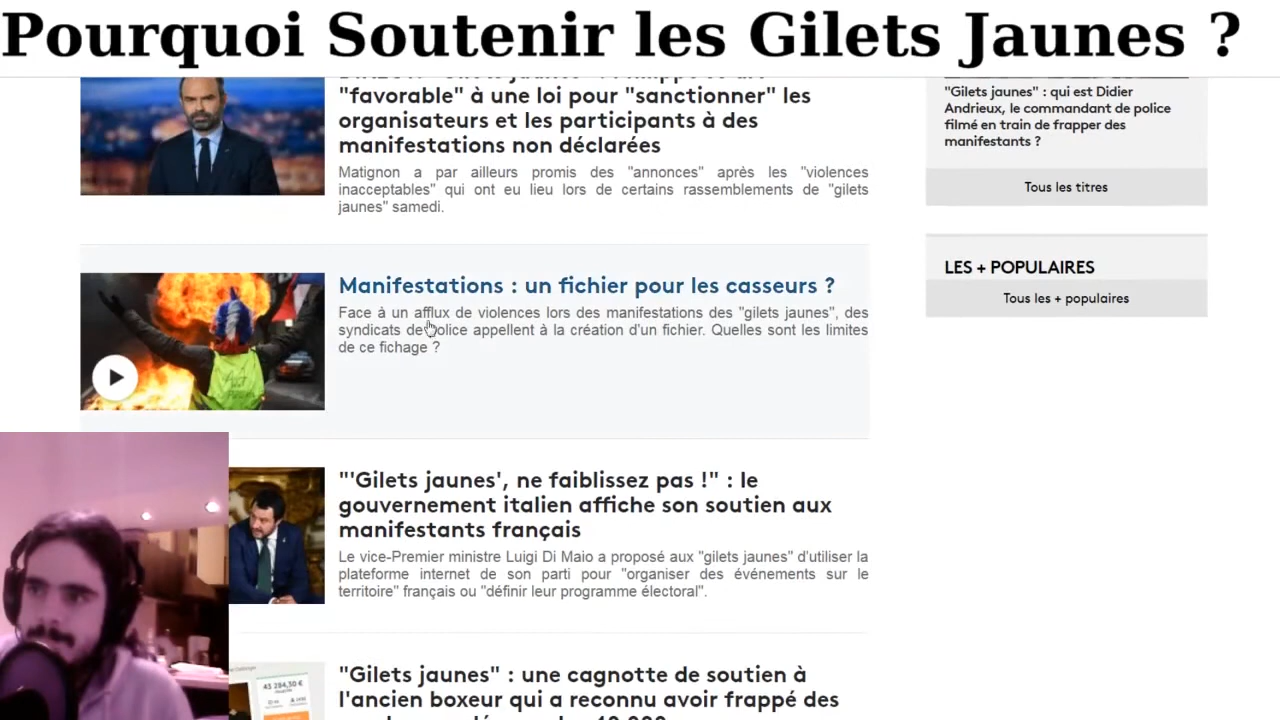 Pourquoi Soutenir les Gilets Jaunes ?
"favorable" à une loi pour "sanctionner" les
organisateurs et les participants à des
manifestations non déclarées
Matignon a par ailleurs promis des "annonces" après les "violences
inacceptables" qui ont eu lieu lors de certains rassemblements de "gilets
jaunes" samedi.
Manifestations : un fichier pour les casseurs ?
Face à un afflux de violences lors des manifestations des "gilets jaunes", des
syndicats de police appellent à la création d'un fichier. Quelles sont les limites
de ce fichage ?
"'Gilets jaunes', ne faiblissez pas !" : le
gouvernement italien affiche son soutien aux
manifestants français
Le vice-Premier ministre Luigi Di Maio a proposé aux "gilets jaunes" d'utiliser la
plateforme internet de son parti pour "organiser des événements sur le
territoire" français ou "définir leur programme électoral".
"Gilets jaunes" : une cagnotte de soutien à
l'ancien boxeur qui a reconnu avoir frappé des
"Gilets jaunes" : qui est Didier
Andrieux, le commandant de police
filmé en train de frapper des
manifestants ?
Tous les titres
LES + POPULAIRES
Tous les + populaires